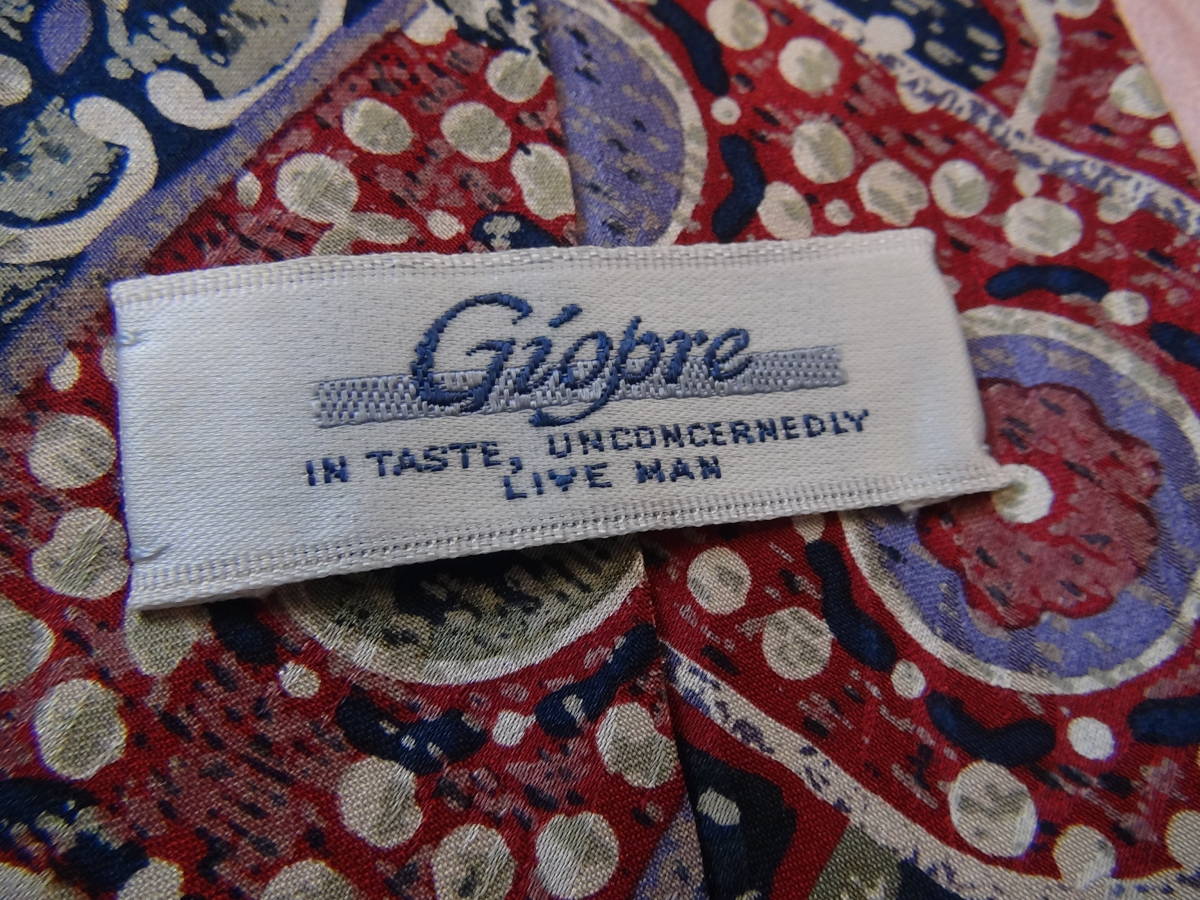 Giopre
IN TASTE, UNCONCERNEDLY
LIVE MAN